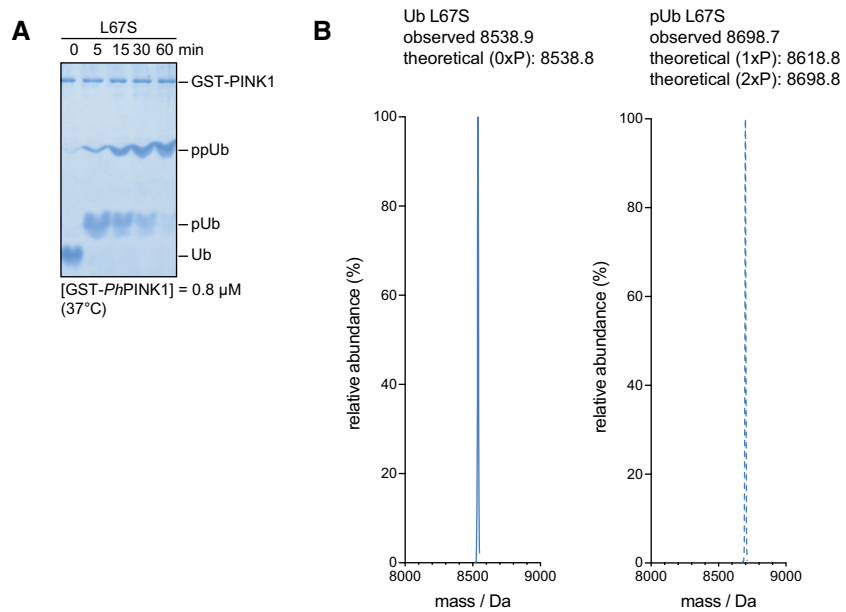 A
L67S
0 5 15 30 60 min
GST-PINK1
ppUb
pUb
Ub
[GST-PhPINK1] = 0.8 µM
(37°C)
B
Ub L67S
observed 8538.9
theoretical (0xP): 8538.8
relative abundance (%)
100
80
60
40
20
0
8000 8500 9000
mass / Da
pUb L67S
observed 8698.7
theoretical (1xP): 8618.8
theoretical (2xP): 8698.8
relative abundance (%)
100
80
60
40
20
0
8000 8500 9000
mass / Da